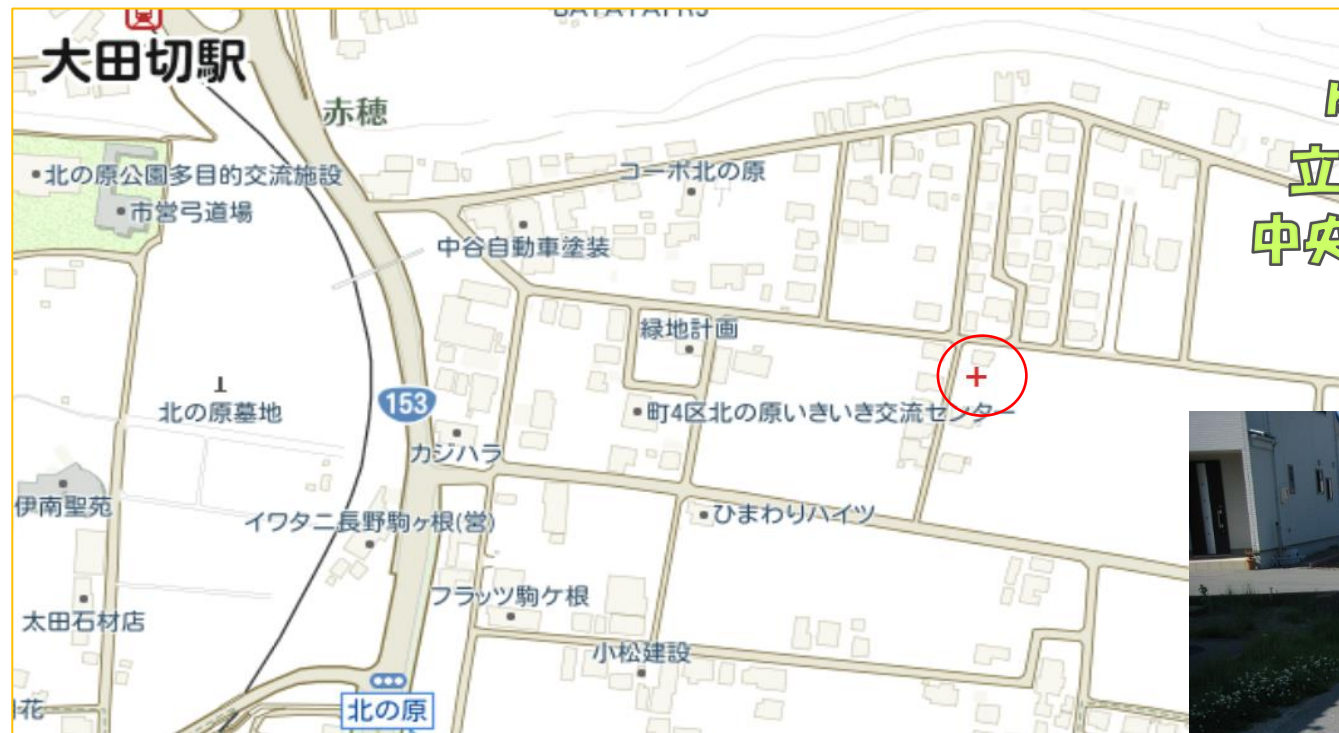 大田切駅
赤穂
コーポ北の原
・北の原公園多目的交流施設
・市営弓道場
立
中央
中谷自動車塗装
緑地計画
153
北の原墓地
・町4区北の原いきいき交流センター
カジハラ
伊南聖苑
イワタニ長野駒ヶ根(営)
・ひまわりハイツ
フラッツ駒ケ根
太田石材店
小松建設
北の原
花